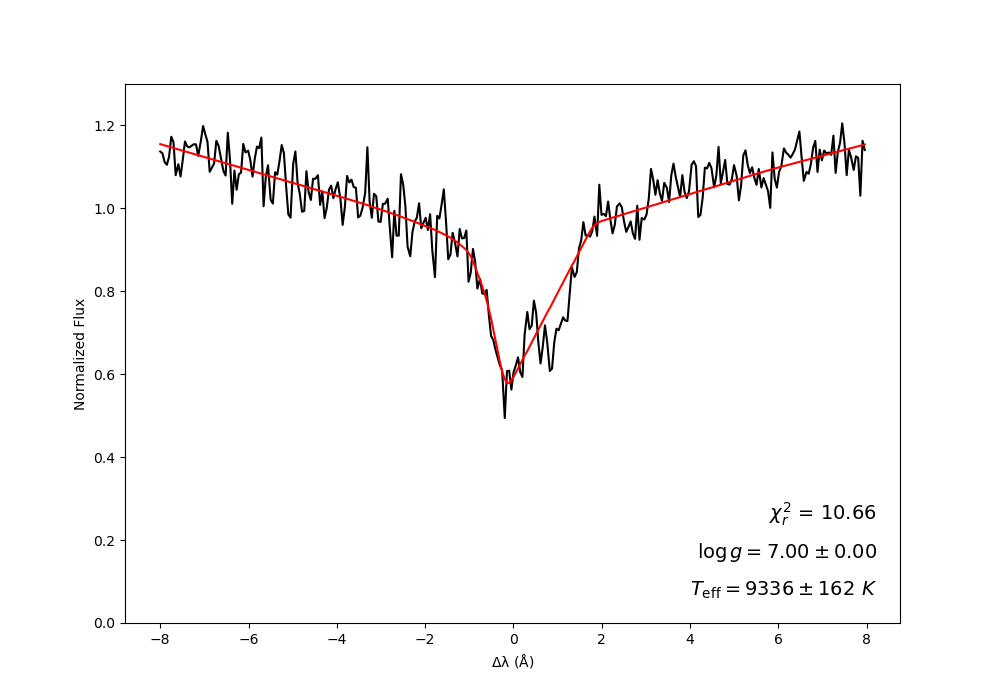 1.2
1.0
0.8
0.6
0.4
0.2
0.0
Normalized Flux
χ²ᵣ = 10.66
log g = 7.00 ± 0.00
T_eff = 9336 ± 162 K
−8 −6 −4 −2 0 2 4 6 8
Δλ (Å)